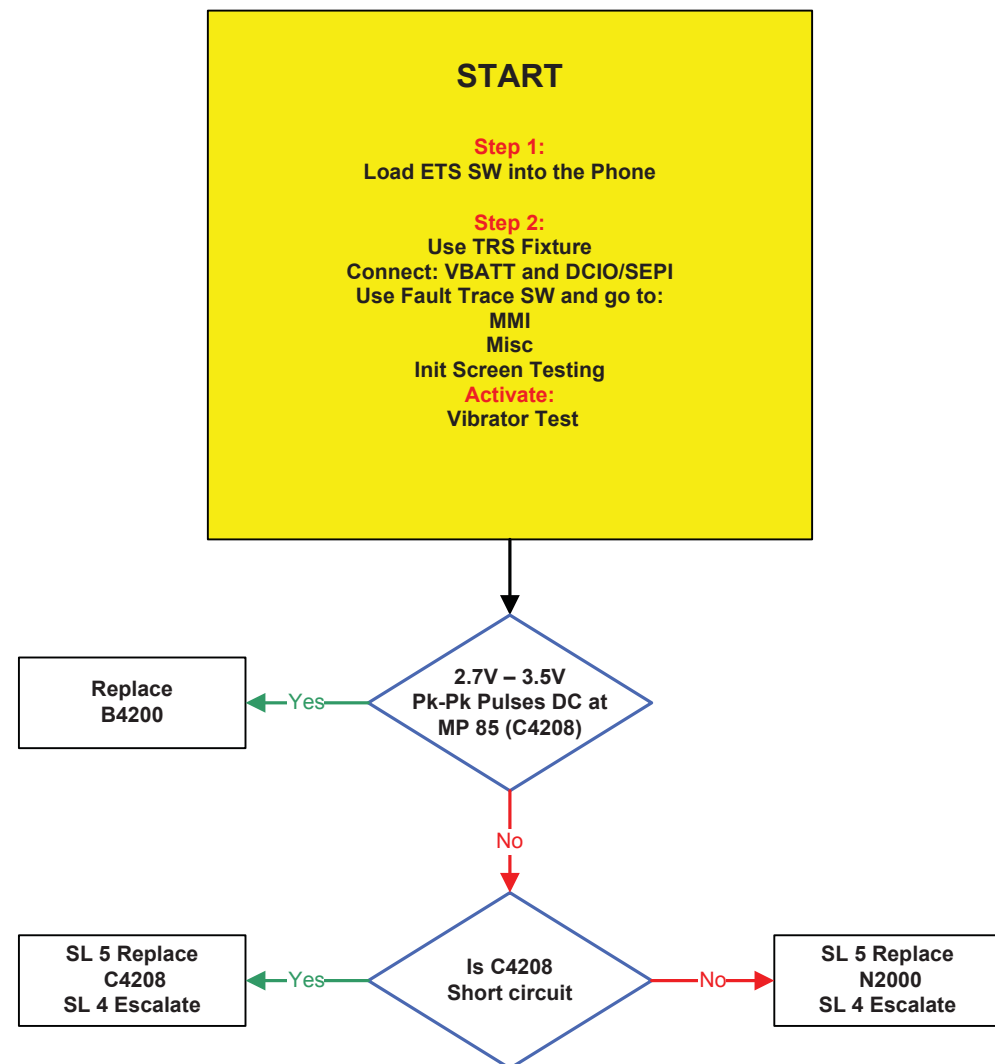 START
Step 1:
Load ETS SW into the Phone
Step 2:
Use TRS Fixture
Connect: VBATT and DCIO/SEPI
Use Fault Trace SW and go to:
MMI
Misc
Init Screen Testing
Activate:
Vibrator Test
2.7V – 3.5V
Pk-Pk Pulses DC at
MP 85 (C4208)
Yes
Replace
B4200
No
Is C4208
Short circuit
Yes
SL 5 Replace
C4208
SL 4 Escalate
No
SL 5 Replace
N2000
SL 4 Escalate